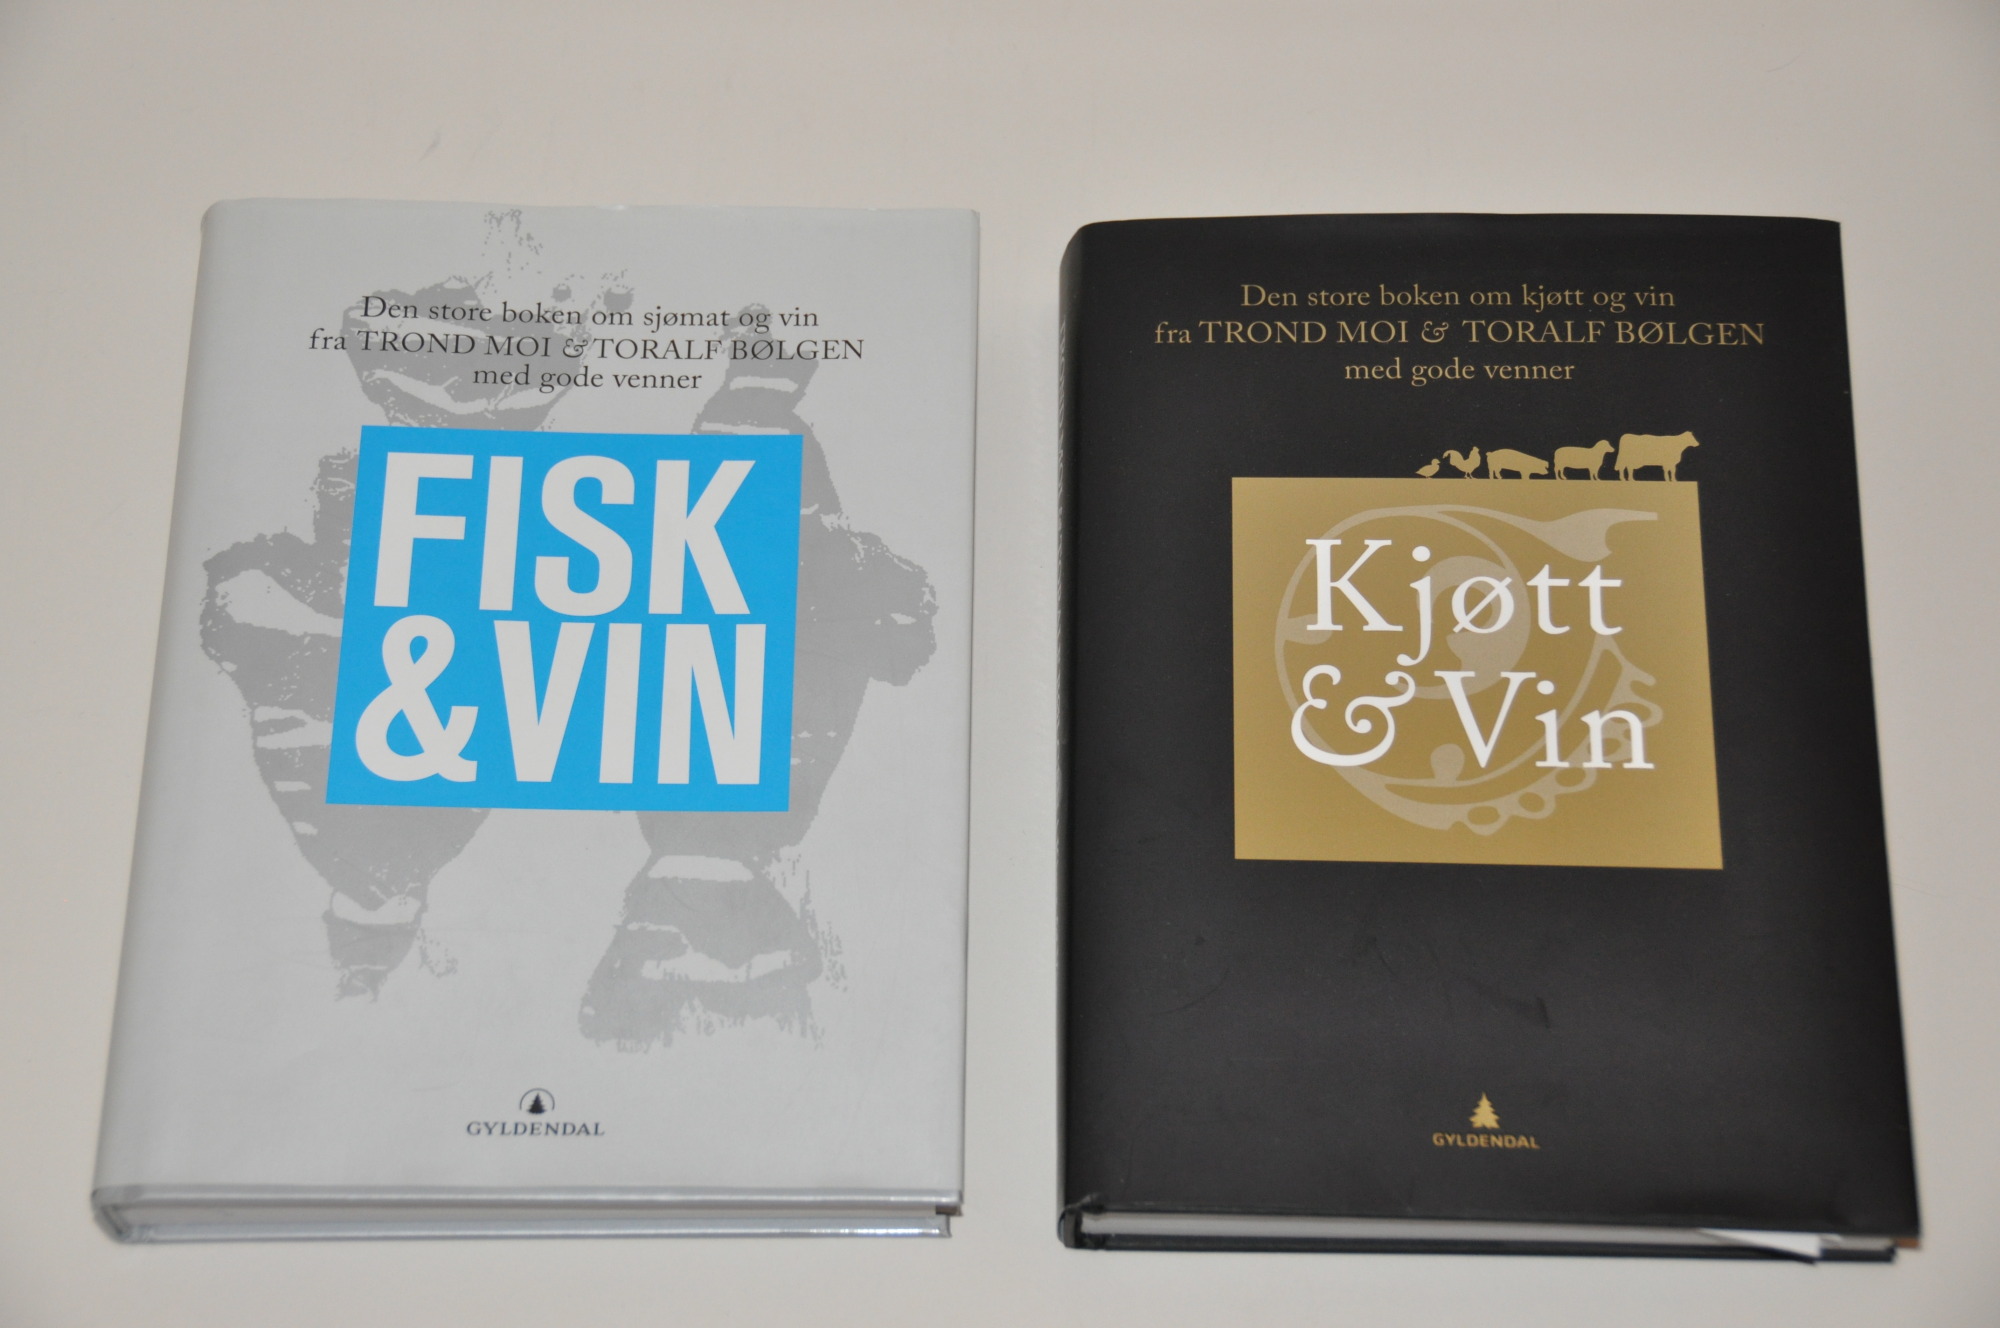 Den store boken om sjømat og vin
fra TROND MOI & TORALF BØLGEN
med gode venner
FISK
& VIN
GYLDENDAL
Den store boken om kjøtt og vin
fra TROND MOI & TORALF BØLGEN
med gode venner
Kjøtt
& Vin
GYLDENDAL